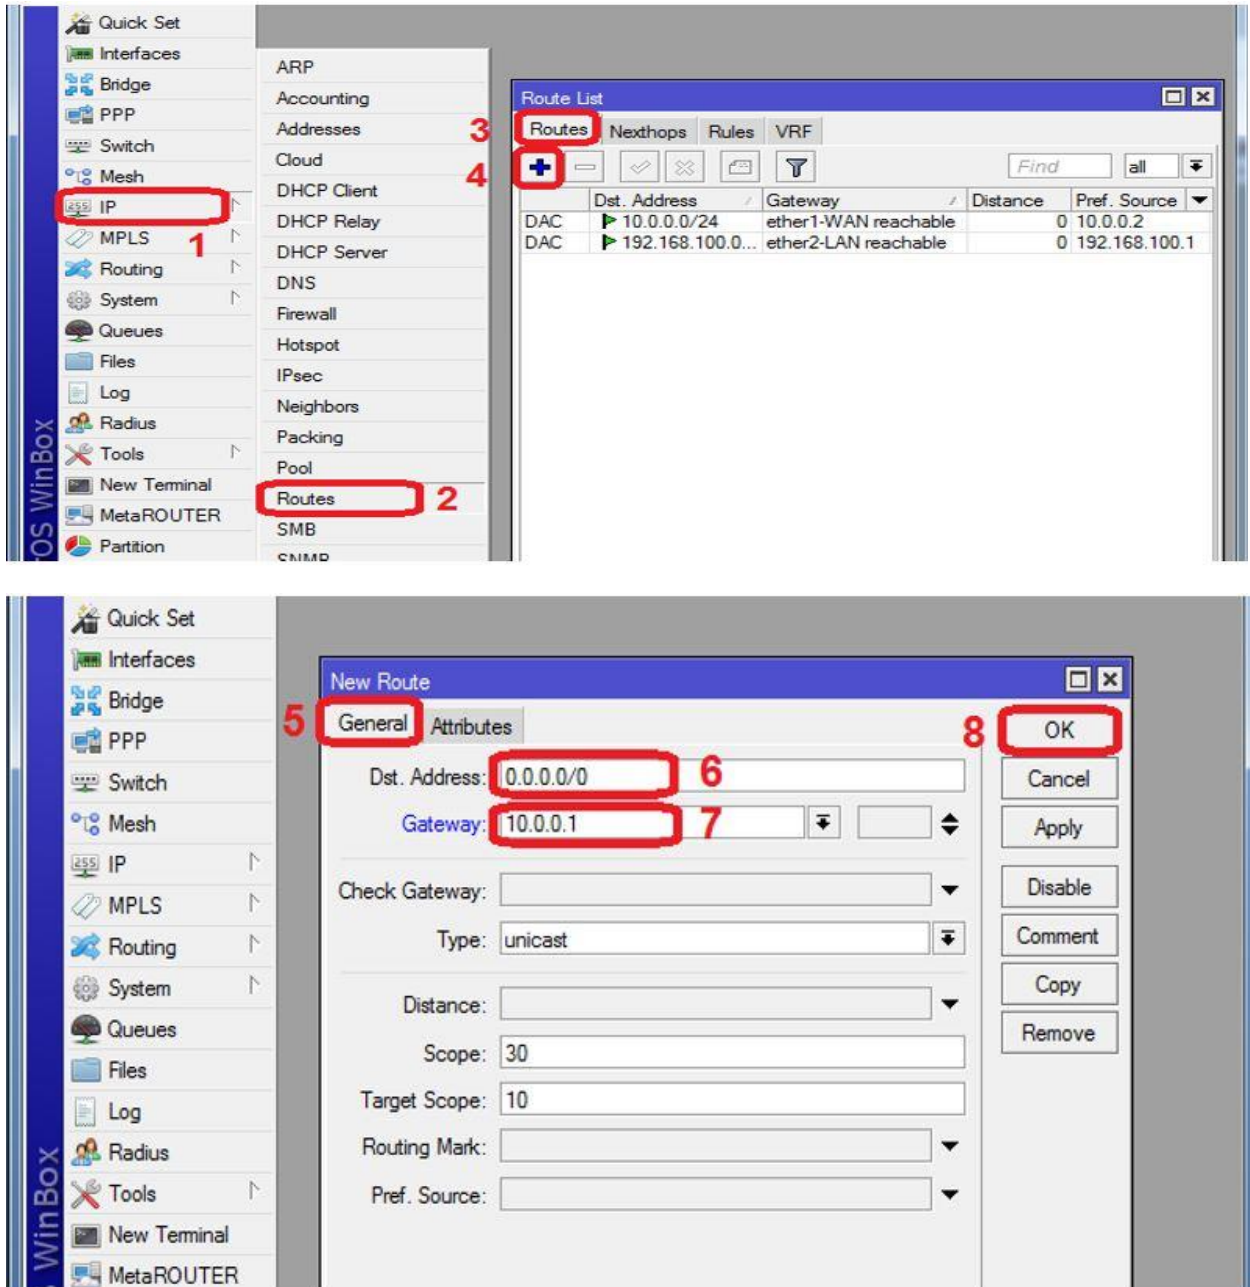 Quick Set
Interfaces
Bridge
PPP
Switch
Mesh
IP
MPLS
1
Routing
System
Queues
Files
Log
Radius
Tools
New Terminal
MetaROUTER
Partition
OS WinBox
ARP
Accounting
Addresses
Cloud
DHCP Client
DHCP Relay
DHCP Server
DNS
Firewall
Hotspot
IPsec
Neighbors
Packing
Pool
Routes 2
SMB
SNMP
Route List
3 Routes Nexthops Rules VRF
4 Find all
Dst. Address Gateway Distance Pref. Source
DAC 10.0.0.0/24 ether1-WAN reachable 0 10.0.0.2
DAC 192.168.100.0... ether2-LAN reachable 0 192.168.100.1
Quick Set
Interfaces
Bridge
PPP
Switch
Mesh
255 IP
MPLS
Routing
System
Queues
Files
Log
Radius
Tools
New Terminal
MetaROUTER
WinBox
New Route
5 General Attributes
Dst. Address: 0.0.0.0/0 6
Gateway: 10.0.0.1 7
Check Gateway:
Type: unicast
Distance:
Scope: 30
Target Scope: 10
Routing Mark:
Pref. Source:
8 OK
Cancel
Apply
Disable
Comment
Copy
Remove